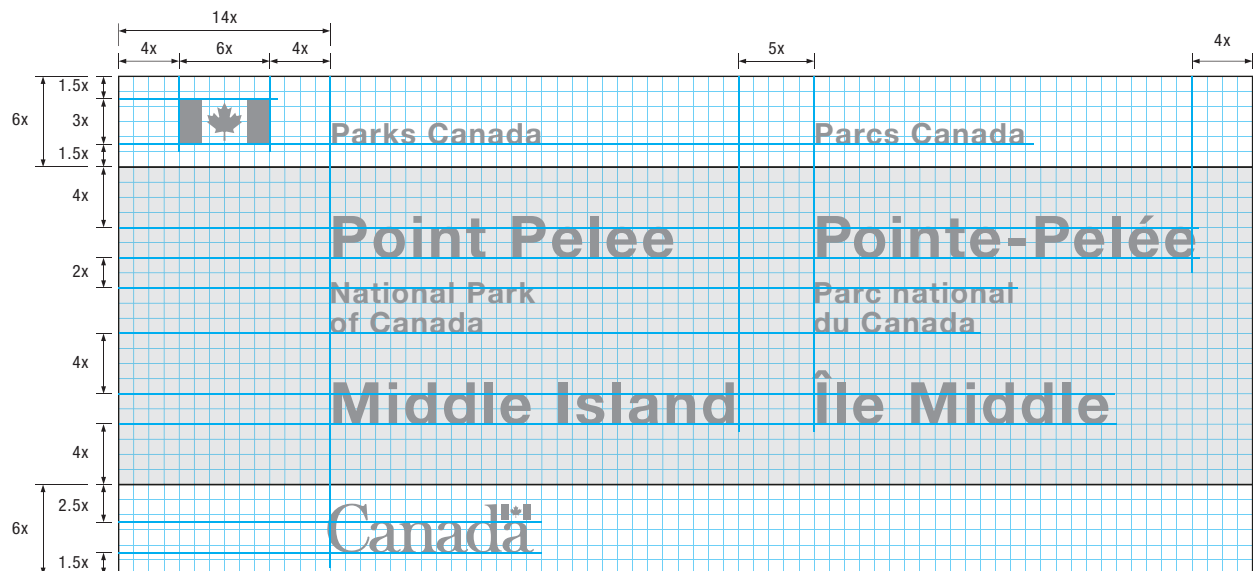 14x
4x 6x 4x 5x 4x
1.5x
6x 3x
Parks Canada Parcs Canada
1.5x
4x
Point Pelee Pointe-Pelée
2x
National Park Parc national
of Canada du Canada
4x
Middle Island Île Middle
4x
2.5x
6x Canada
1.5x